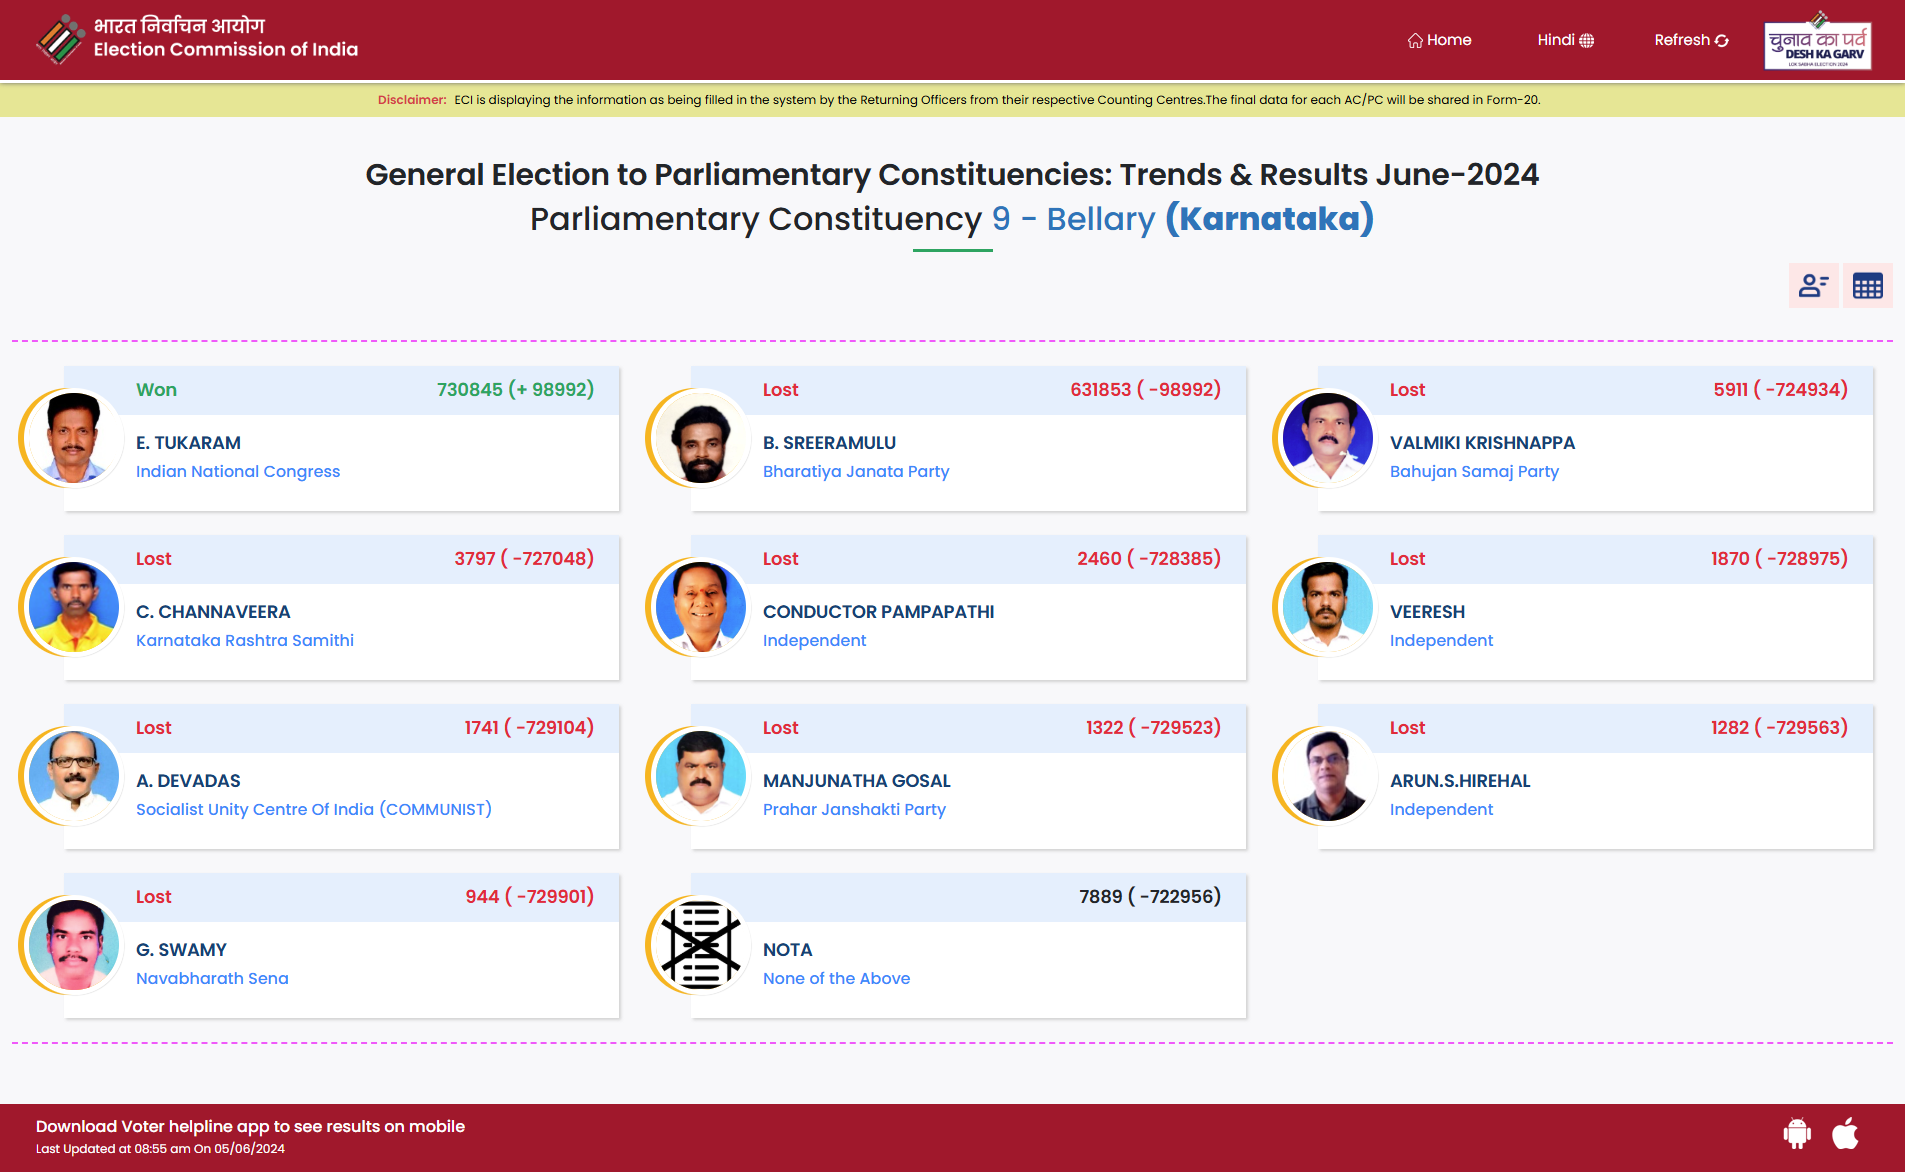 भारत निर्वाचन आयोग
Election Commission of India
Home
Hindi
Refresh
चुनाव का पर्व
DESH KA GARV
LOK SABHA ELECTION 2024
Disclaimer: ECI is displaying the information as being filled in the system by the Returning Officers from their respective Counting Centres.The final data for each AC/PC will be shared in Form-20.
General Election to Parliamentary Constituencies: Trends & Results June-2024
Parliamentary Constituency 9 - Bellary (Karnataka)
Won 730845 (+ 98992)
E. TUKARAM
Indian National Congress
Lost 631853 ( -98992)
B. SREERAMULU
Bharatiya Janata Party
Lost 5911 ( -724934)
VALMIKI KRISHNAPPA
Bahujan Samaj Party
Lost 3797 ( -727048)
C. CHANNAVEERA
Karnataka Rashtra Samithi
Lost 2460 ( -728385)
CONDUCTOR PAMPAPATHI
Independent
Lost 1870 ( -728975)
VEERESH
Independent
Lost 1741 ( -729104)
A. DEVADAS
Socialist Unity Centre Of India (COMMUNIST)
Lost 1322 ( -729523)
MANJUNATHA GOSAL
Prahar Janshakti Party
Lost 1282 ( -729563)
ARUN.S.HIREHAL
Independent
Lost 944 ( -729901)
G. SWAMY
Navabharath Sena
7889 ( -722956)
NOTA
None of the Above
Download Voter helpline app to see results on mobile
Last Updated at 08:55 am On 05/06/2024